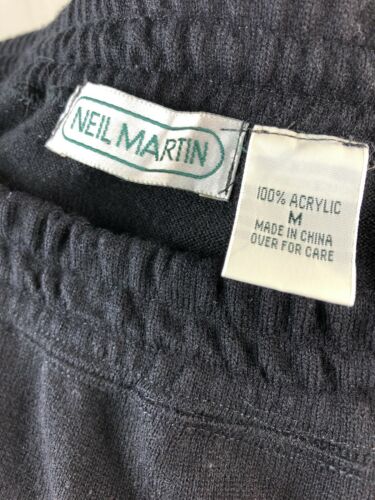 NEIL MARTIN
100% ACRYLIC
M
MADE IN CHINA
OVER FOR CARE